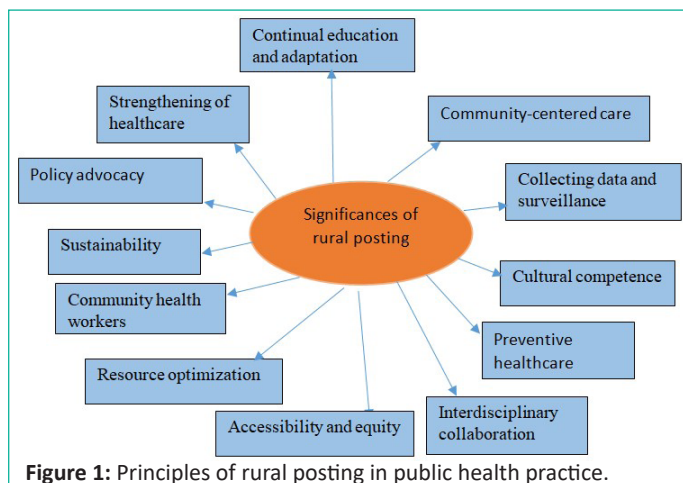 Continual education
and adaptation
Strengthening of
healthcare
Community-centered care
Policy advocacy
Collecting data and
surveillance
Significances of
rural posting
Sustainability
Cultural competence
Community health
workers
Preventive
healthcare
Resource optimization
Interdisciplinary
collaboration
Accessibility and equity
Figure 1: Principles of rural posting in public health practice.